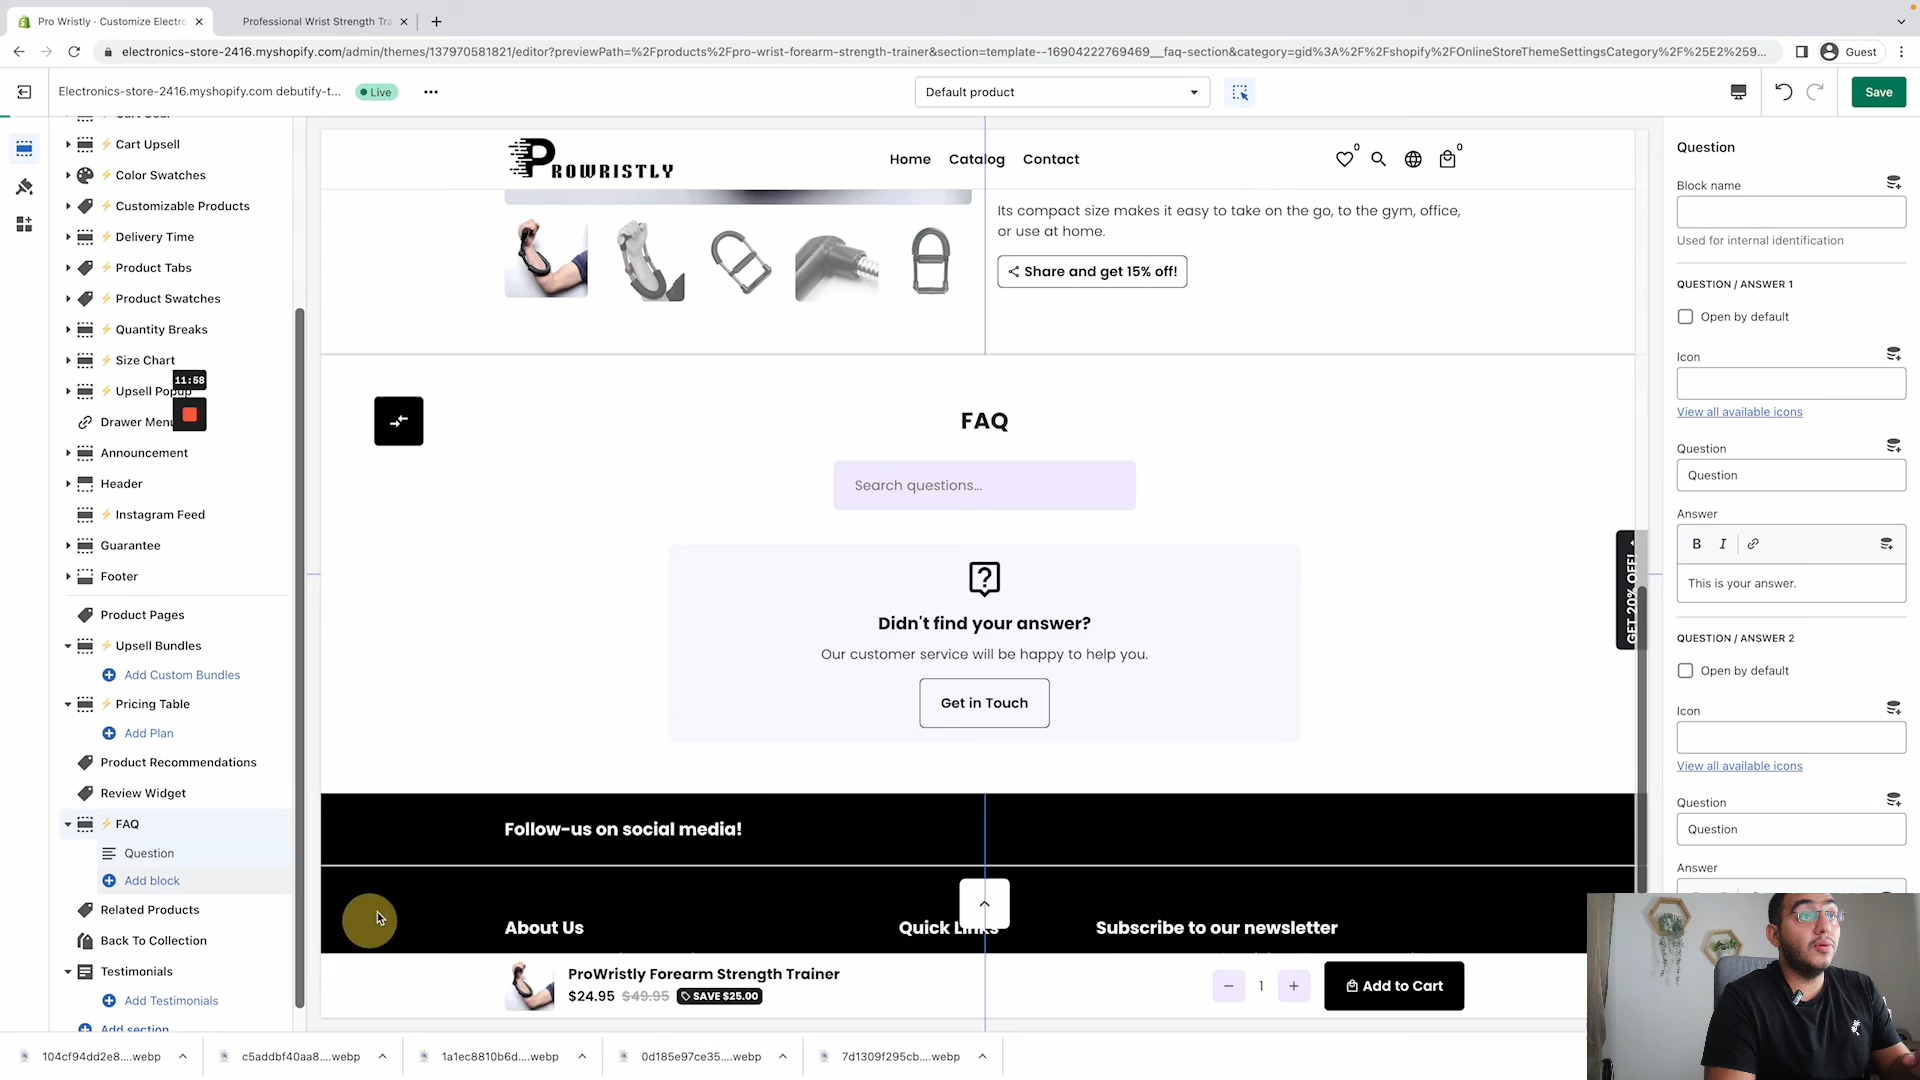 Pro Wristly · Customize Electro
Professional Wrist Strength Tra
electronics-store-2416.myshopify.com/admin/themes/137970581821/editor?previewPath=%2Fproducts%2Fpro-wrist-forearm-strength-trainer&section=template--16904222769469__faq-section&category=gid%3A%2F%2Fshopify%2FOnlineStoreThemeSettingsCategory%2F%25E2%259...
Guest
Electronics-store-2416.myshopify.com debutify-t...
Live
Default product
Save
Cart Upsell
Color Swatches
Customizable Products
Delivery Time
Product Tabs
Product Swatches
Quantity Breaks
Size Chart
11:58
Upsell Popup
Drawer Menu
Announcement
Header
Instagram Feed
Guarantee
Footer
Product Pages
Upsell Bundles
Add Custom Bundles
Pricing Table
Add Plan
Product Recommendations
Review Widget
FAQ
Question
Add block
Related Products
Back To Collection
Testimonials
Add Testimonials
Add section
PROWRISTLY
Home
Catalog
Contact
0
0
Its compact size makes it easy to take on the go, to the gym, office,
or use at home.
Share and get 15% off!
FAQ
Search questions...
Didn't find your answer?
Our customer service will be happy to help you.
Get in Touch
GET 20% OFF!
Follow-us on social media!
About Us
Quick Links
Subscribe to our newsletter
ProWristly Forearm Strength Trainer
$24.95 $49.95 SAVE $25.00
1
Add to Cart
Question
Block name
Used for internal identification
QUESTION / ANSWER 1
Open by default
Icon
View all available icons
Question
Question
Answer
B I
This is your answer.
QUESTION / ANSWER 2
Open by default
Icon
View all available icons
Question
Question
Answer
104cf94dd2e8....webp
c5addbf40aa8....webp
1a1ec8810b6d....webp
0d185e97ce35....webp
7d1309f295cb....webp